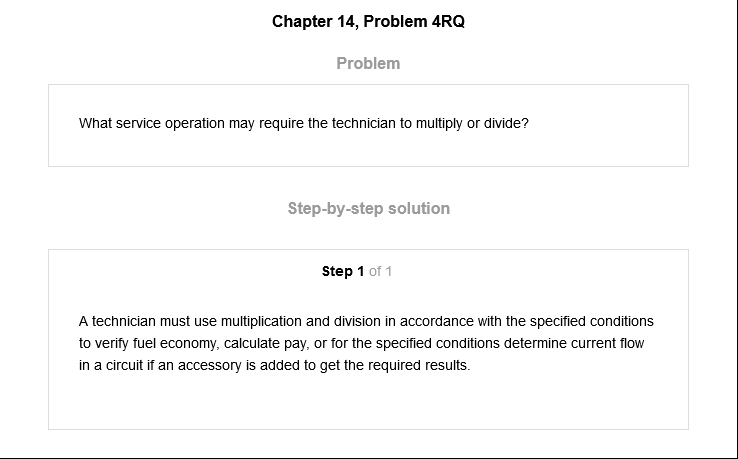 Chapter 14, Problem 4RQ
Problem
What service operation may require the technician to multiply or divide?
Step-by-step solution
Step 1 of 1
A technician must use multiplication and division in accordance with the specified conditions
to verify fuel economy, calculate pay, or for the specified conditions determine current flow
in a circuit if an accessory is added to get the required results.